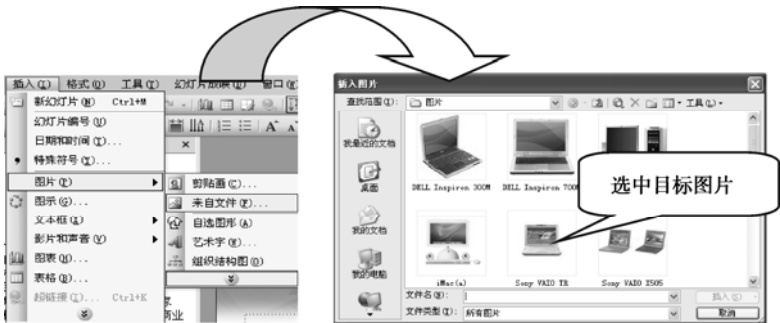 插入(I) 格式(O) 工具(T) 幻灯片放映(D) 窗口(W)
新幻灯片(N) Ctrl+M
幻灯片编号(U)
日期和时间(T)...
特殊符号(Y)...
图片(P)
图示(G)...
文本框(X)
影片和声音(V)
图表(H)...
表格(B)...
超链接(I)... Ctrl+K
剪贴画(C)...
来自文件(F)...
自选图形(A)
艺术字(W)...
组织结构图(O)
商业
插入图片
查找范围(I): 图片 工具(L)
我最近的文档
桌面
我的文档
我的电脑
DELL Inspiron 300M
DELL Inspiron 700
iMac(a)
Sony VAIO TR
Sony VAIO X505
选中目标图片
文件名(N):
文件类型(T): 所有图片
插入(S)
取消